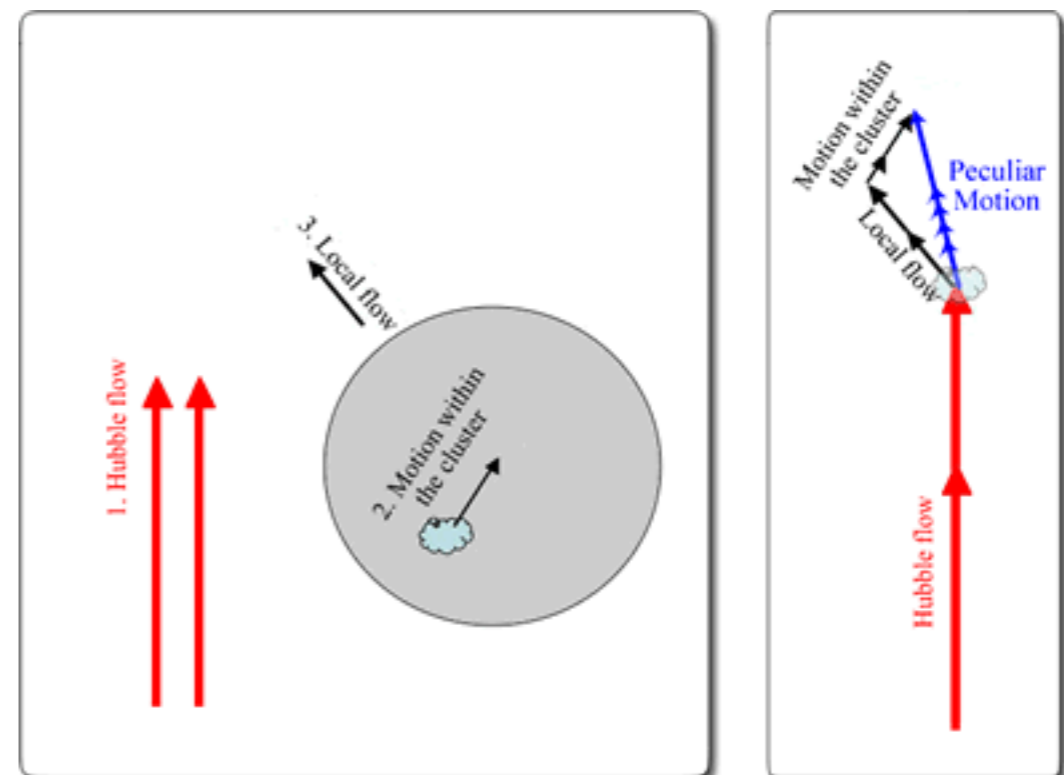 3. Local flow
1. Hubble flow
2. Motion within
the cluster
Motion within
the cluster
Peculiar
Motion
Local flow
Hubble flow